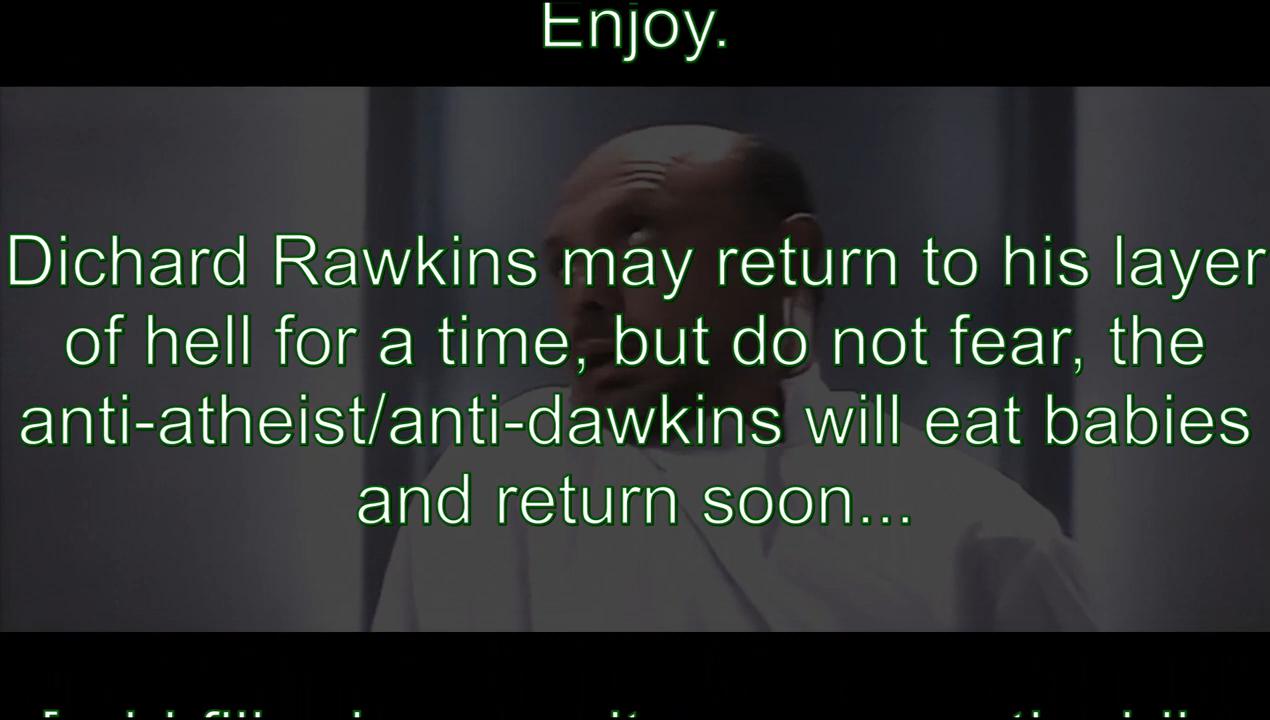 Enjoy.
Dichard Rawkins may return to his layer
of hell for a time, but do not fear, the
anti-atheist/anti-dawkins will eat babies
and return soon...